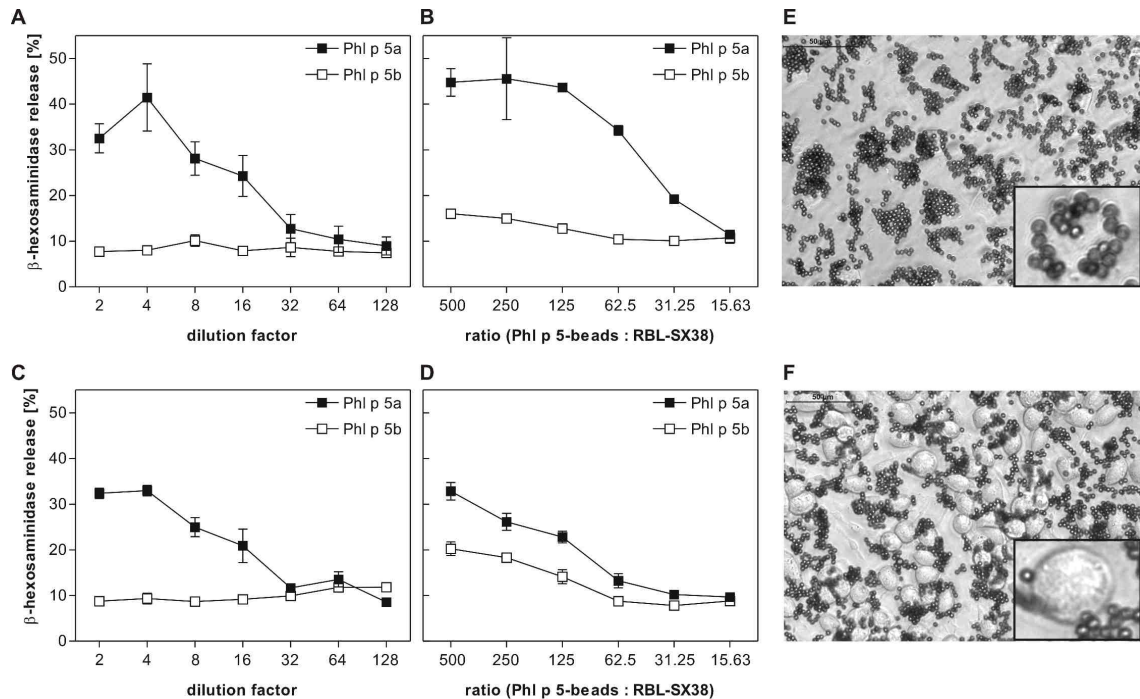 A
B
E
β-hexosaminidase release [%]
50
40
30
20
10
0
Phl p 5a
Phl p 5b
2 4 8 16 32 64 128
dilution factor
Phl p 5a
Phl p 5b
500 250 125 62.5 31.25 15.63
ratio (Phl p 5-beads : RBL-SX38)
50 µm
C
D
F
β-hexosaminidase release [%]
50
40
30
20
10
0
Phl p 5a
Phl p 5b
2 4 8 16 32 64 128
dilution factor
Phl p 5a
Phl p 5b
500 250 125 62.5 31.25 15.63
ratio (Phl p 5-beads : RBL-SX38)
50 µm